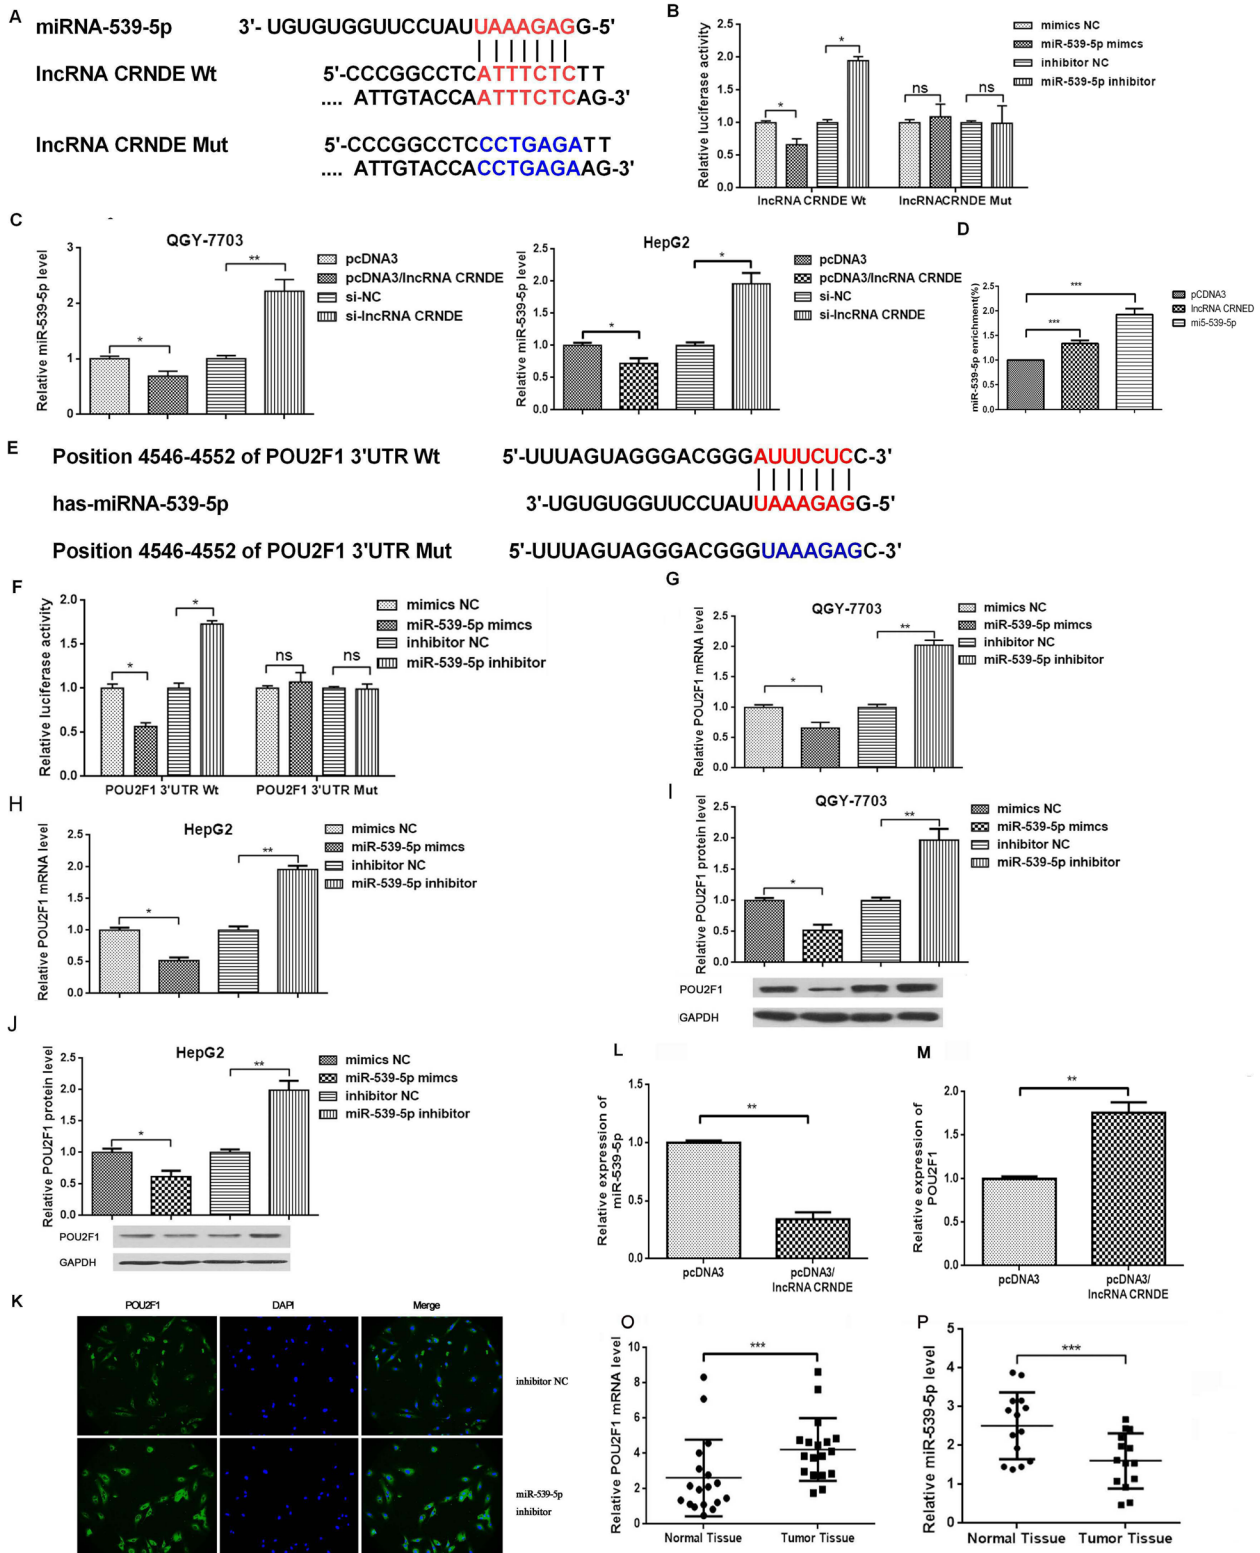 A
miRNA-539-5p 3'- UGUGUGGUUCCUAUUAAAGAGG-5'
lncRNA CRNDE Wt 5'-CCCGGCCTCATTTCTCTT
.... ATTGTACCAATTTCTCAG-3'
lncRNA CRNDE Mut 5'-CCCGGCCTCCCTGAGATT
.... ATTGTACCACCTGAGAAG-3'
B
Relative luciferase activity
2.5
2.0
1.5
1.0
0.5
0.0
* * ns ns
lncRNA CRNDE Wt lncRNACRNDE Mut
mimics NC
miR-539-5p mimcs
inhibitor NC
miR-539-5p inhibitor
C
QGY-7703
Relative miR-539-5p level
3
2
1
0
* **
pcDNA3
pcDNA3/lncRNA CRNDE
si-NC
si-lncRNA CRNDE
HepG2
Relative miR-539-5p level
2.5
2.0
1.5
1.0
0.5
0.0
* *
pcDNA3
pcDNA3/lncRNA CRNDE
si-NC
si-lncRNA CRNDE
D
miR-539-5p enrichment(%)
2.5
2.0
1.5
1.0
0.5
0.0
***
***
pCDNA3
lncRNA CRNED
mi5-539-5p
E
Position 4546-4552 of POU2F1 3'UTR Wt 5'-UUUAGUAGGGACGGGAUUUCUCC-3'
has-miRNA-539-5p 3'-UGUGUGGUUCCUAUUAAAGAGG-5'
Position 4546-4552 of POU2F1 3'UTR Mut 5'-UUUAGUAGGGACGGGUAAAGAGC-3'
F
Relative luciferase activity
2.0
1.5
1.0
0.5
0.0
* * ns ns
POU2F1 3'UTR Wt POU2F1 3'UTR Mut
mimics NC
miR-539-5p mimcs
inhibitor NC
miR-539-5p inhibitor
G
QGY-7703
Relative POU2F1 mRNA level
2.5
2.0
1.5
1.0
0.5
0.0
* **
mimics NC
miR-539-5p mimcs
inhibitor NC
miR-539-5p inhibitor
H
HepG2
Relative POU2F1 mRNA level
2.5
2.0
1.5
1.0
0.5
0.0
* **
mimics NC
miR-539-5p mimcs
inhibitor NC
miR-539-5p inhibitor
I
QGY-7703
Relative POU2F1 protein level
2.5
2.0
1.5
1.0
0.5
0.0
* **
mimics NC
miR-539-5p mimcs
inhibitor NC
miR-539-5p inhibitor
POU2F1
GAPDH
J
HepG2
Relative POU2F1 protein level
2.5
2.0
1.5
1.0
0.5
0.0
* **
mimics NC
miR-539-5p mimcs
inhibitor NC
miR-539-5p inhibitor
POU2F1
GAPDH
L
Relative expression of
miR-539-5p
1.5
1.0
0.5
0.0
**
pcDNA3 pcDNA3/
lncRNA CRNDE
M
Relative expression of
POU2F1
2.0
1.5
1.0
0.5
0.0
**
pcDNA3 pcDNA3/
lncRNA CRNDE
K
POU2F1 DAPI Merge
inhibitor NC
miR-539-5p
inhibitor
O
Relative POU2F1 mRNA level
10
8
6
4
2
0
***
Normal Tissue Tumor Tissue
P
Relative miR-539-5p level
5
4
3
2
1
0
***
Normal Tissue Tumor Tissue